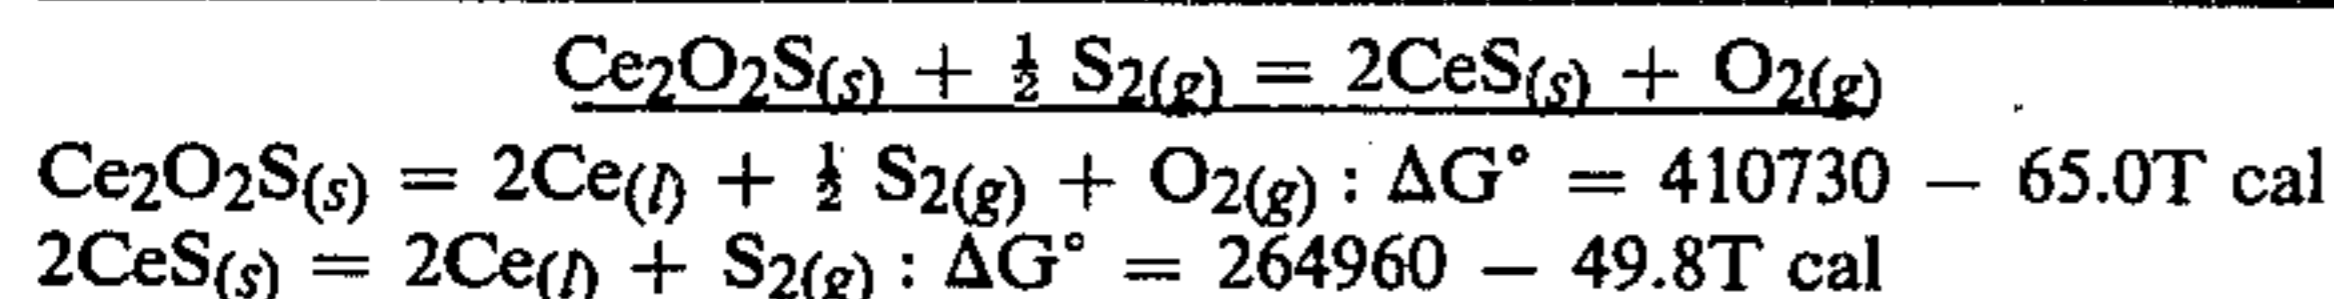 Ce2O2S(s) + ½ S2(g) = 2CeS(s) + O2(g)
Ce2O2S(s) = 2Ce(l) + ½ S2(g) + O2(g) : ΔG° = 410730 − 65.0T cal
2CeS(s) = 2Ce(l) + S2(g) : ΔG° = 264960 − 49.8T cal